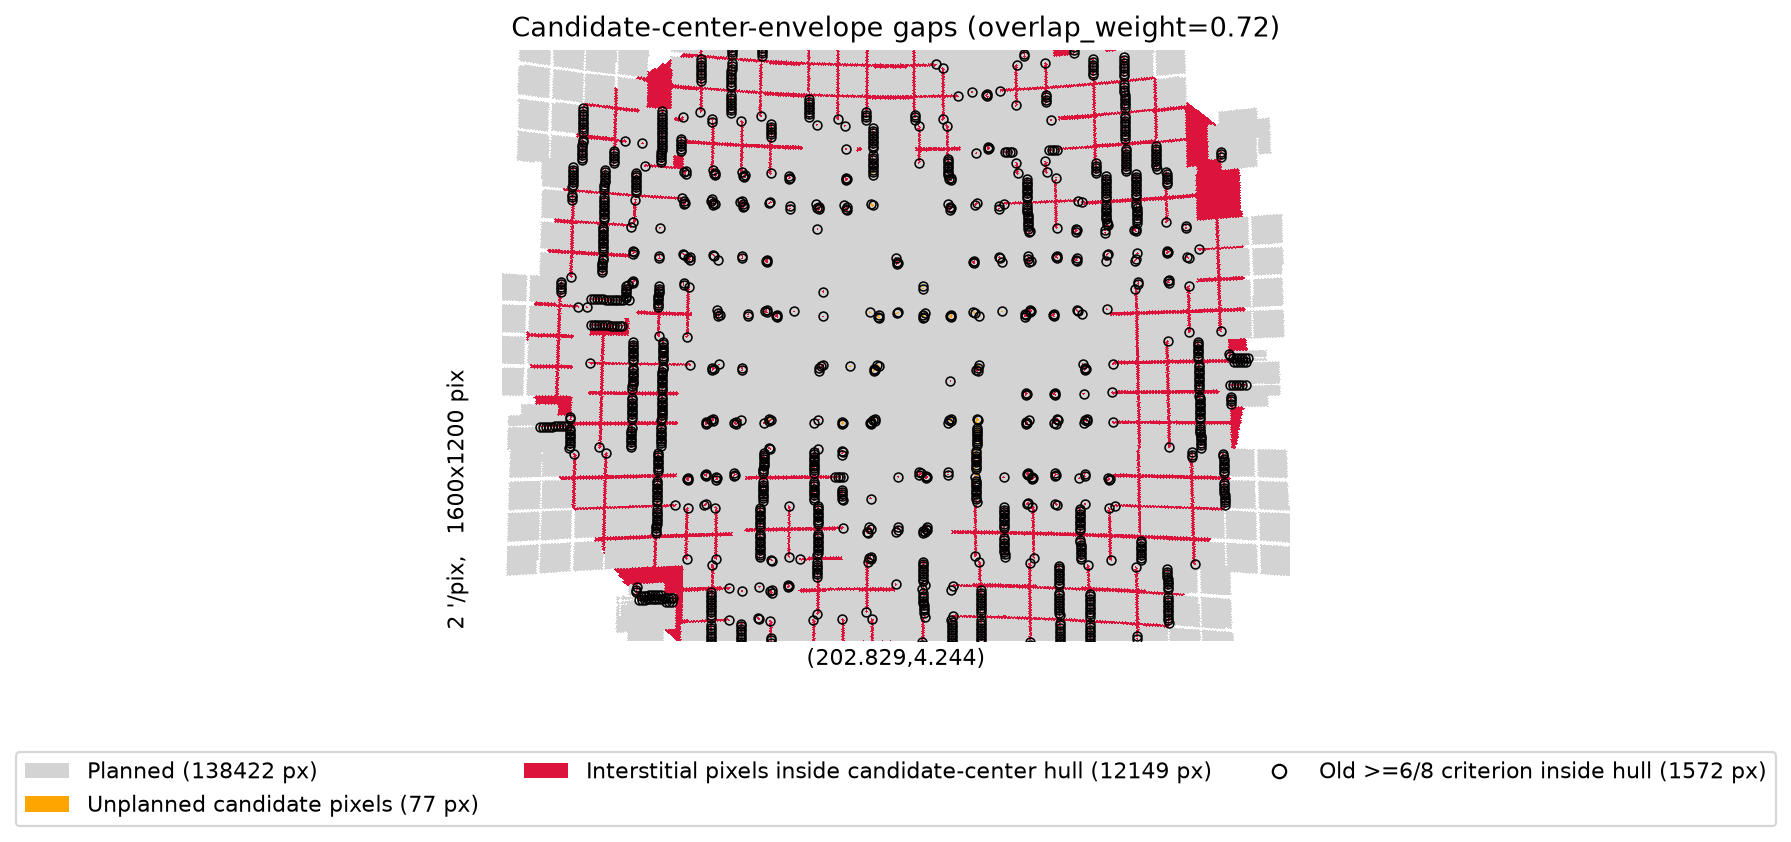 Candidate-center-envelope gaps (overlap_weight=0.72)
2 '/pix,   1600x1200 pix
(202.829,4.244)
Planned (138422 px)
Unplanned candidate pixels (77 px)
Interstitial pixels inside candidate-center hull (12149 px)
Old >=6/8 criterion inside hull (1572 px)